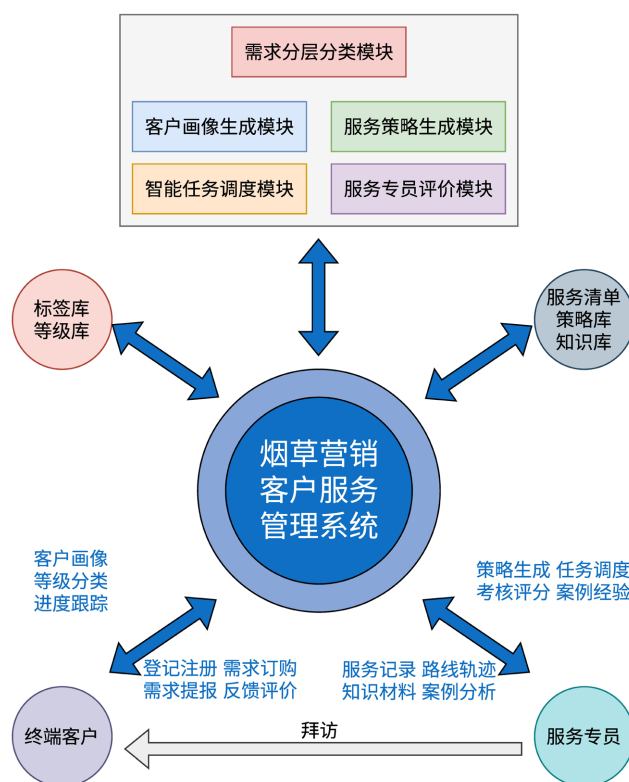 需求分层分类模块
客户画像生成模块
服务策略生成模块
智能任务调度模块
服务专员评价模块
标签库
等级库
服务清单
策略库
知识库
烟草营销
客户服务
管理系统
客户画像
等级分类
进度跟踪
策略生成 任务调度
考核评分 案例经验
登记注册 需求订购
需求提报 反馈评价
服务记录 路线轨迹
知识材料 案例分析
终端客户
拜访
服务专员